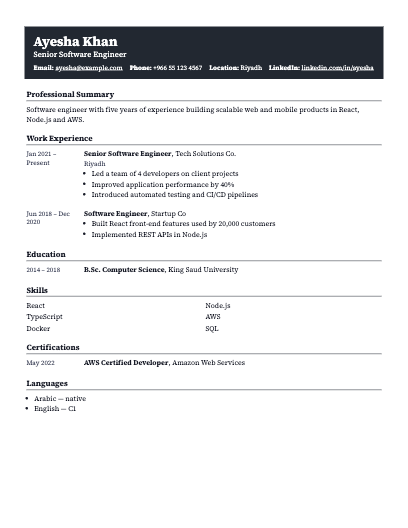 Ayesha Khan
Senior Software Engineer
Email: ayesha@example.com Phone: +966 55 123 4567 Location: Riyadh LinkedIn: linkedin.com/in/ayesha
Professional Summary
Software engineer with five years of experience building scalable web and mobile products in React,
Node.js and AWS.
Work Experience
Jan 2021 – Present
Senior Software Engineer, Tech Solutions Co.
Riyadh
• Led a team of 4 developers on client projects
• Improved application performance by 40%
• Introduced automated testing and CI/CD pipelines
Jun 2018 – Dec 2020
Software Engineer, Startup Co
• Built React front-end features used by 20,000 customers
• Implemented REST APIs in Node.js
Education
2014 – 2018 B.Sc. Computer Science, King Saud University
Skills
React Node.js
TypeScript AWS
Docker SQL
Certifications
May 2022 AWS Certified Developer, Amazon Web Services
Languages
• Arabic — native
• English — C1